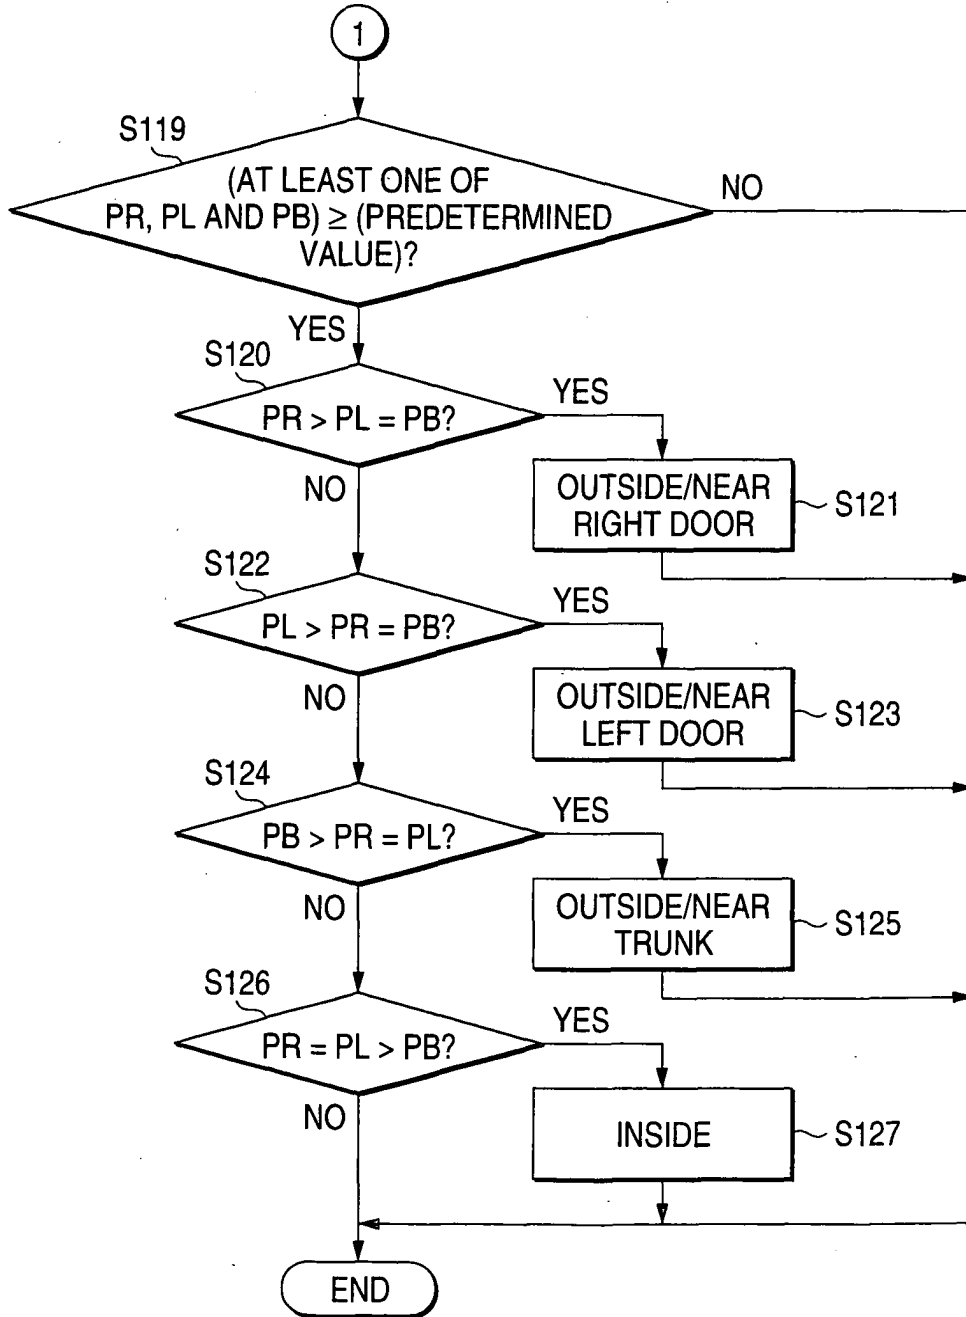 1
S119
(AT LEAST ONE OF
PR, PL AND PB) ≥ (PREDETERMINED
VALUE)?
NO
YES
S120
PR > PL = PB?
YES
NO
OUTSIDE/NEAR
RIGHT DOOR
S121
S122
PL > PR = PB?
YES
NO
OUTSIDE/NEAR
LEFT DOOR
S123
S124
PB > PR = PL?
YES
NO
OUTSIDE/NEAR
TRUNK
S125
S126
PR = PL > PB?
YES
NO
INSIDE
S127
END